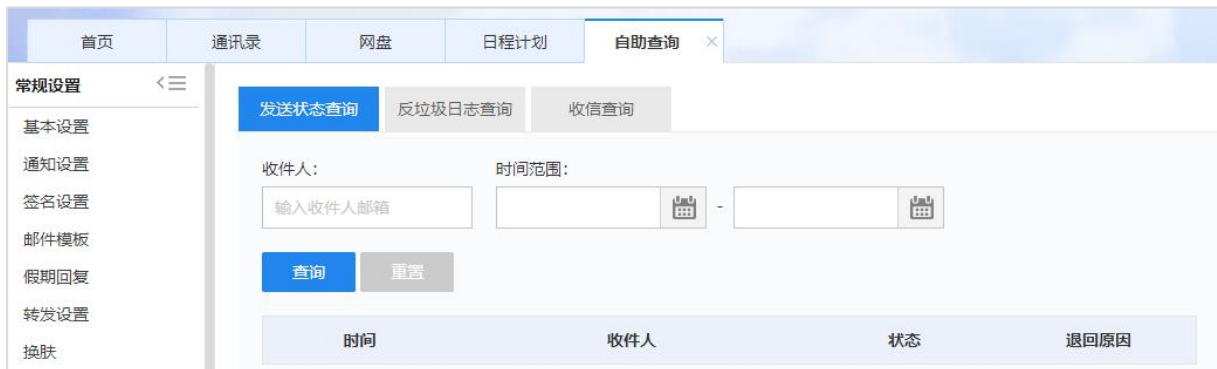 首页 通讯录 网盘 日程计划 自助查询 ×
常规设置
基本设置
通知设置
签名设置
邮件模板
假期回复
转发设置
换肤
发送状态查询 反垃圾日志查询 收信查询
收件人： 时间范围：
输入收件人邮箱 -
查询 重置
时间 收件人 状态 退回原因